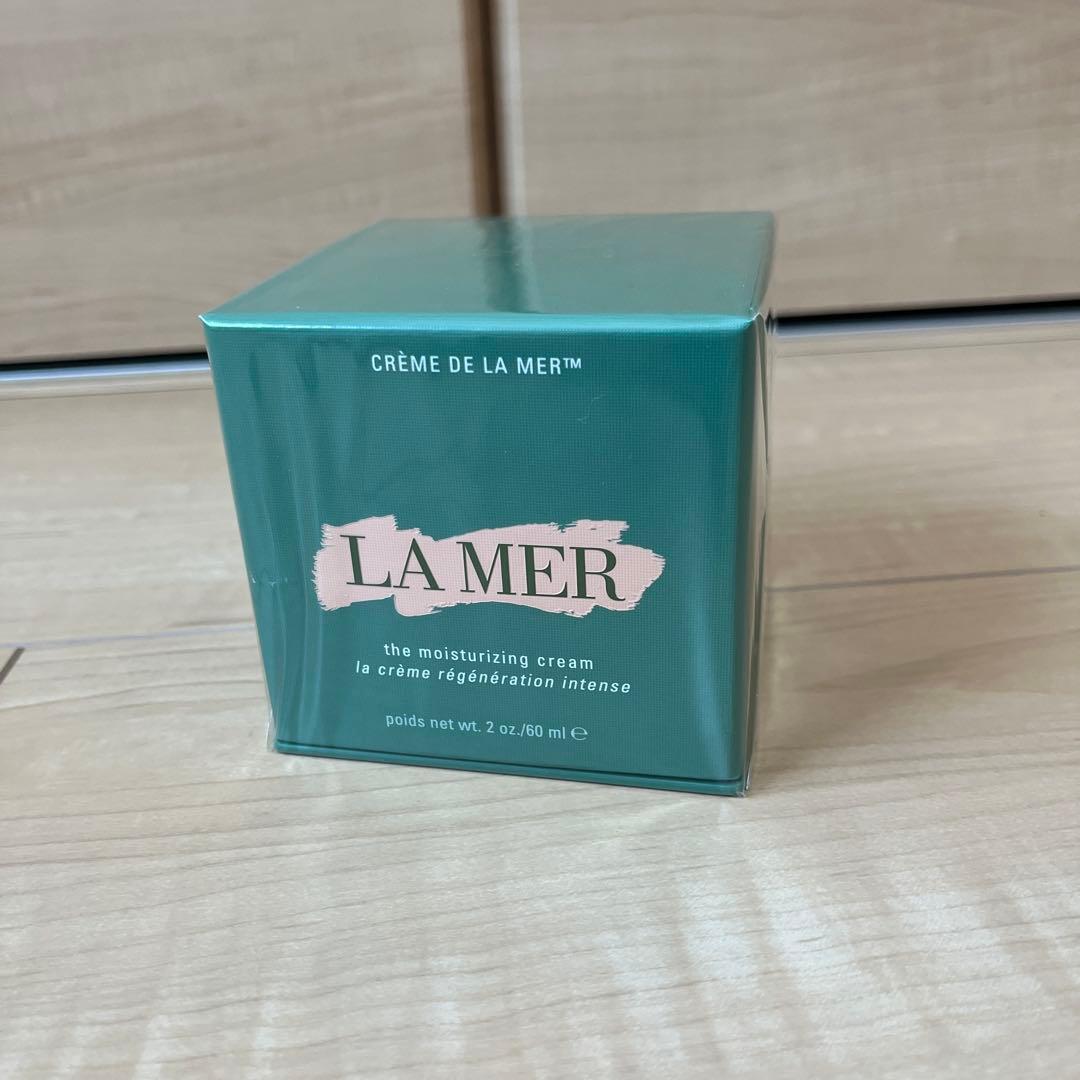 CRÈME DE LA MER™
LA MER
the moisturizing cream
la crème régénération intense
poids net wt. 2 oz./60 ml ℮